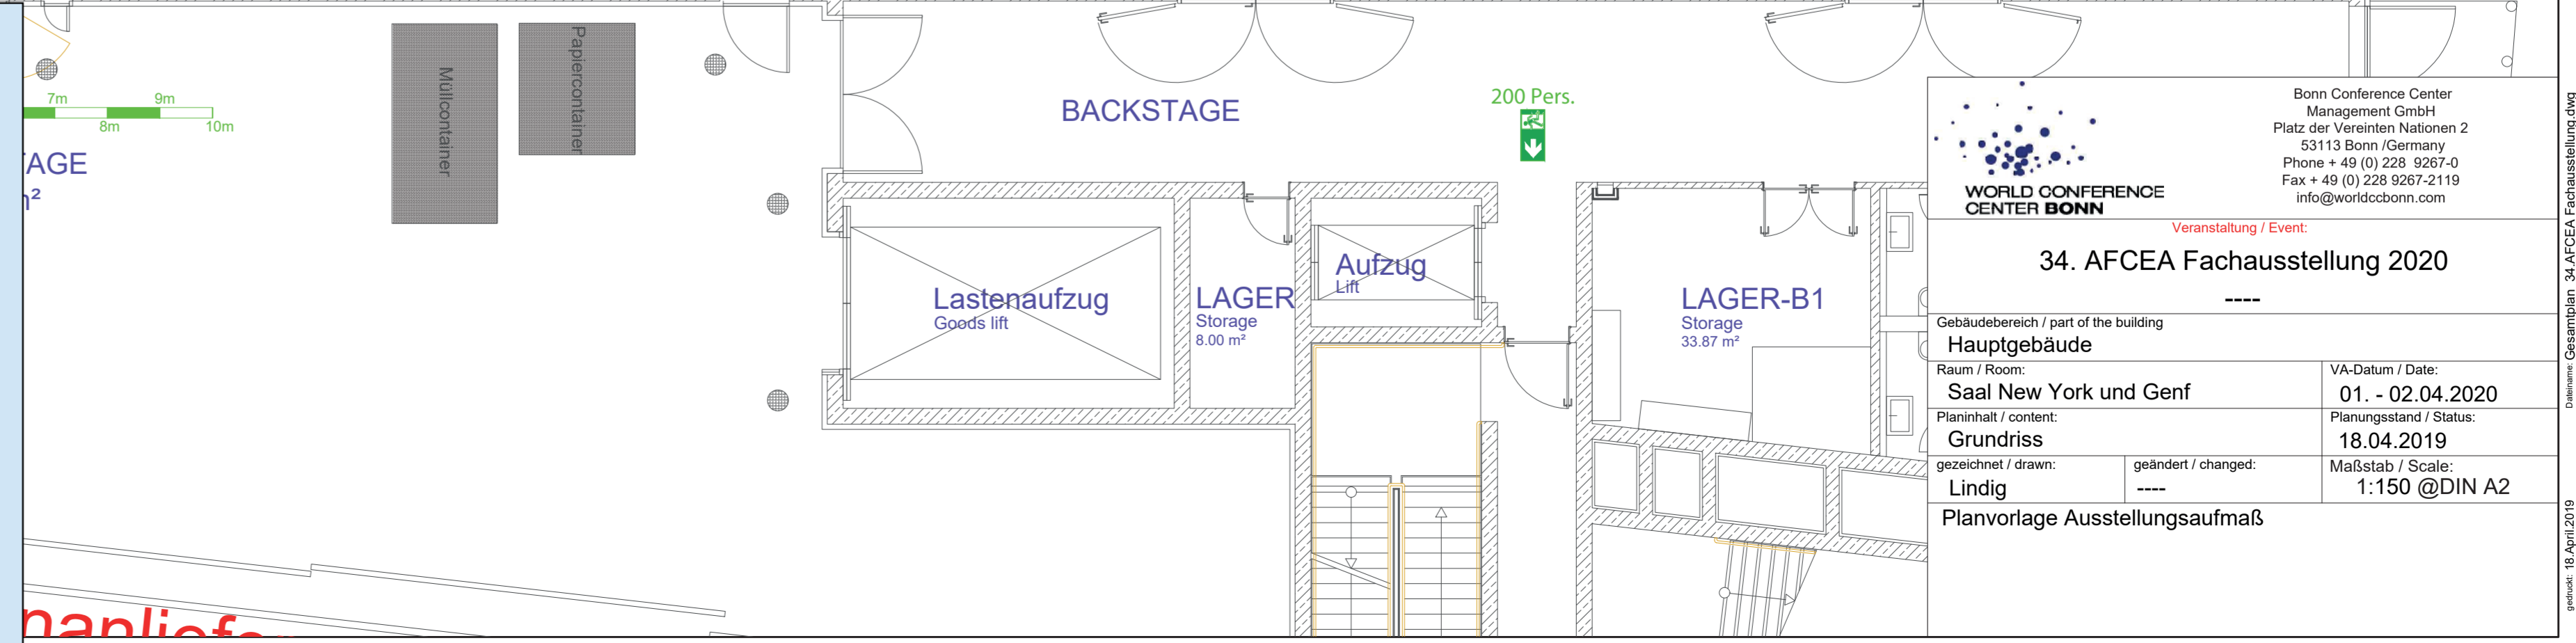 7m
9m
8m
10m
AGE
m²
Müllcontainer
Papiercontainer
BACKSTAGE
200 Pers.
Lastenaufzug
Goods lift
LAGER
Storage
8.00 m²
Aufzug
Lift
LAGER-B1
Storage
33.87 m²
WORLD CONFERENCE
CENTER BONN
Bonn Conference Center
Management GmbH
Platz der Vereinten Nationen 2
53113 Bonn /Germany
Phone + 49 (0) 228 9267-0
Fax + 49 (0) 228 9267-2119
info@worldccbonn.com
Veranstaltung / Event:
34. AFCEA Fachausstellung 2020
----
Gebäudebereich / part of the building
Hauptgebäude
Raum / Room:
Saal New York und Genf
VA-Datum / Date:
01. - 02.04.2020
Planinhalt / content:
Grundriss
Planungsstand / Status:
18.04.2019
gezeichnet / drawn:
Lindig
geändert / changed:
----
Maßstab / Scale:
1:150 @DIN A2
Planvorlage Ausstellungsaufmaß
Dateiname: Gesamtplan 34.AFCEA Fachausstellung.dwg
gedruckt: 18.April.2019